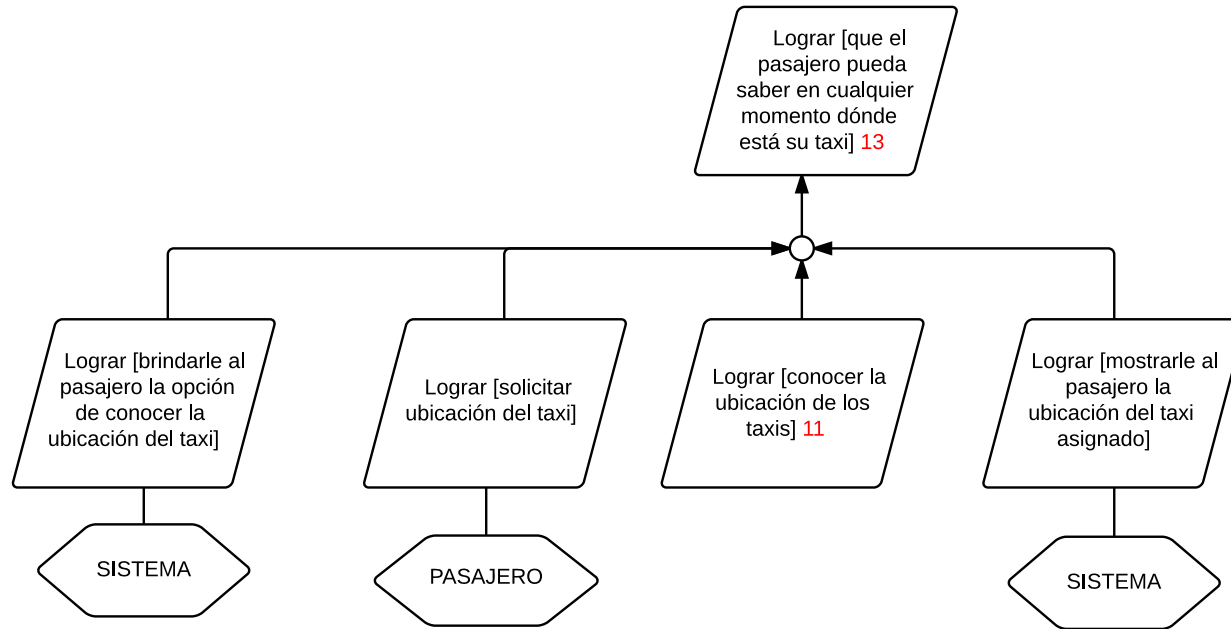 Lograr [que el
pasajero pueda
saber en cualquier
momento dónde
está su taxi] 13
Lograr [brindarle al
pasajero la opción
de conocer la
ubicación del taxi]
Lograr [solicitar
ubicación del taxi]
Lograr [conocer la
ubicación de los
taxis] 11
Lograr [mostrarle al
pasajero la
ubicación del taxi
asignado]
SISTEMA
PASAJERO
SISTEMA